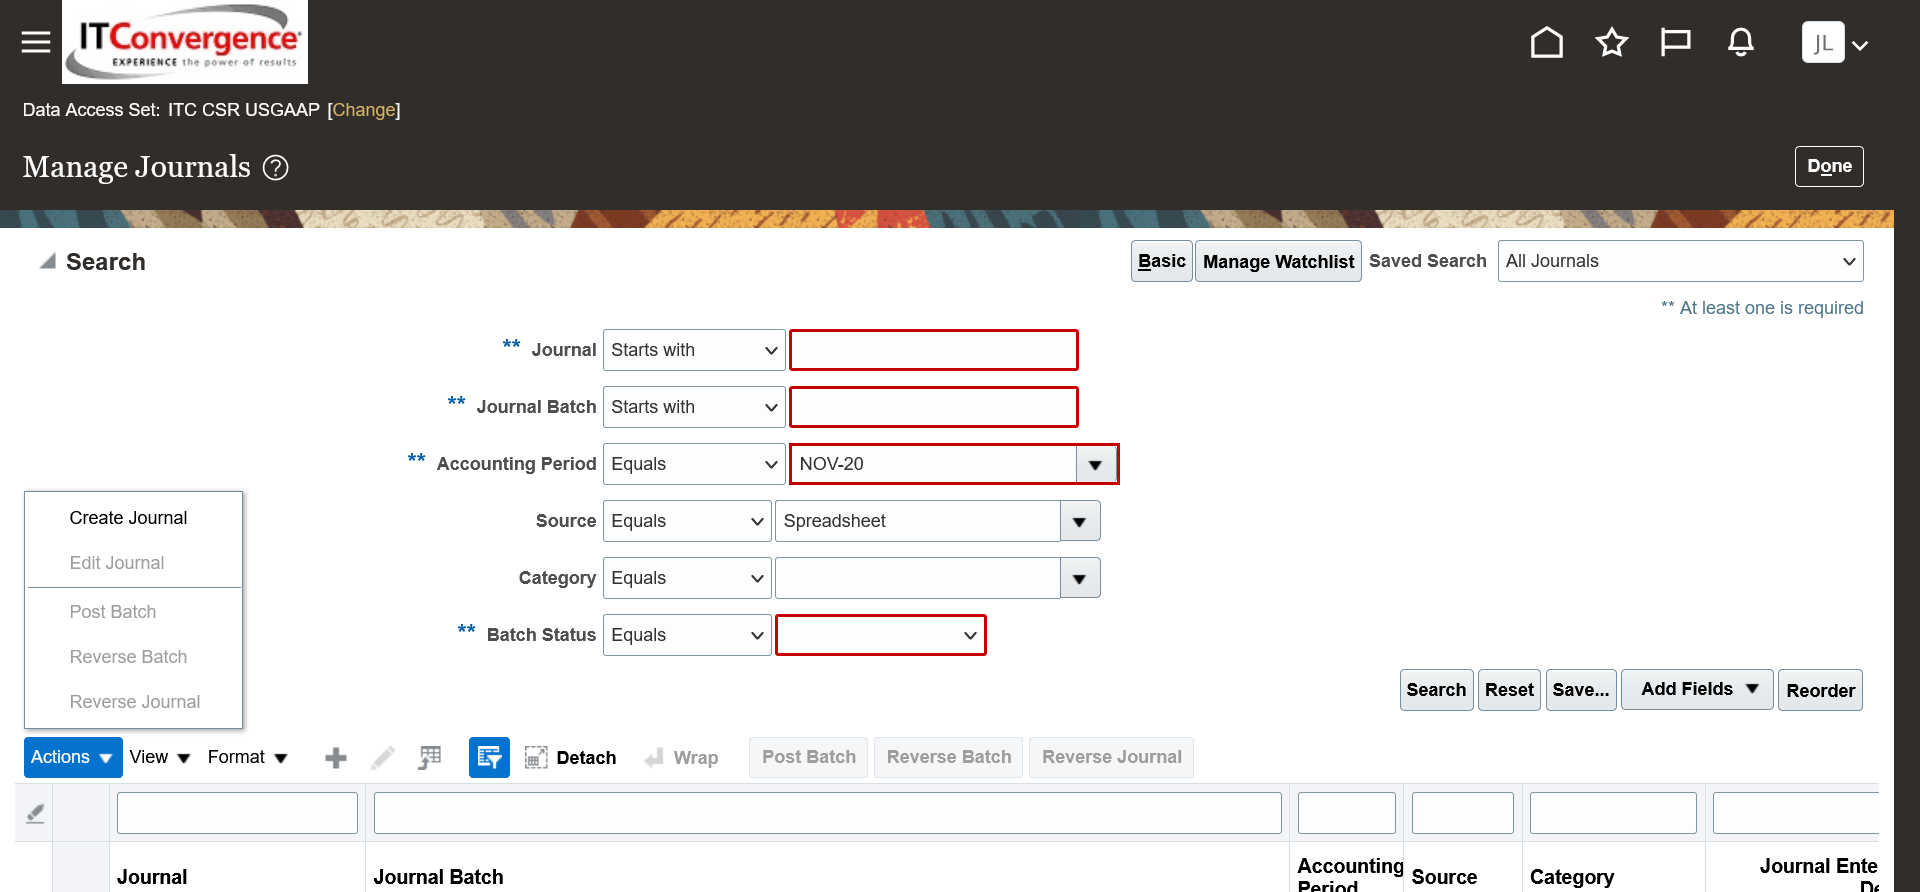 ITConvergence
EXPERIENCE the power of results
JL
Data Access Set: ITC CSR USGAAP [Change]
Manage Journals ?
Done
Search
Basic Manage Watchlist Saved Search All Journals
** At least one is required
** Journal Starts with
** Journal Batch Starts with
** Accounting Period Equals NOV-20
Source Equals Spreadsheet
Category Equals
** Batch Status Equals
Create Journal
Edit Journal
Post Batch
Reverse Batch
Reverse Journal
Search Reset Save... Add Fields Reorder
Actions View Format Detach Wrap Post Batch Reverse Batch Reverse Journal
Journal Journal Batch Accounting Period Source Category Journal Ente